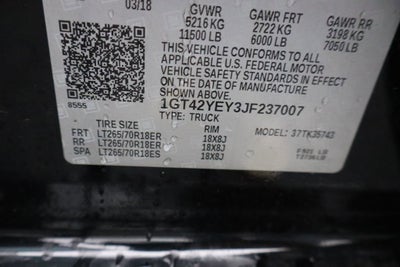 03/18
GVWR GAWR FRT GAWR RR
5216 KG 2722 KG 3198 KG
11500 LB 6000 LB 7050 LB
THIS VEHICLE CONFORMS TO ALL
APPLICABLE U.S. FEDERAL MOTOR
VEHICLE SAFETY STANDARDS IN EFFECT
ON THE DATE OF MANUFACTURE
SHOWN ABOVE.
8555
1GT42YEY3JF237007
TYPE: TRUCK
TIRE SIZE RIM MODEL: 37TK35743
FRT LT265/70R18ER 18X8J
RR LT265/70R18ER 18X8J
SPA LT265/70R18ES 18X8J